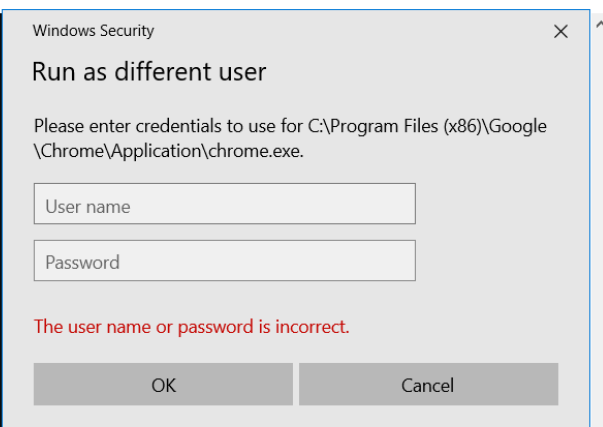 Windows Security
Run as different user
Please enter credentials to use for C:\Program Files (x86)\Google
\Chrome\Application\chrome.exe.
User name
Password
The user name or password is incorrect.
OK Cancel